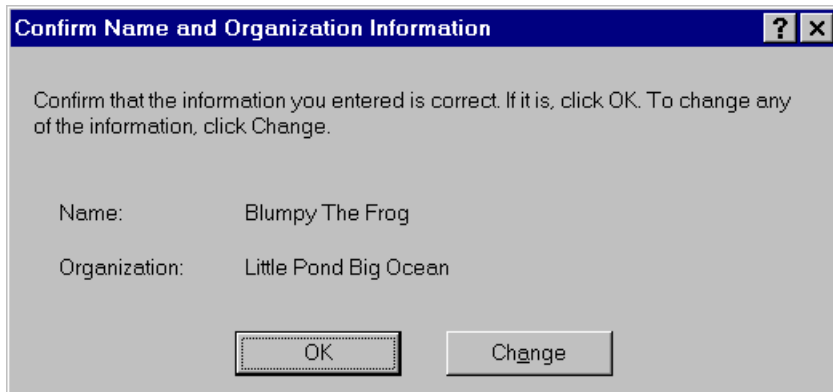 Confirm Name and Organization Information
Confirm that the information you entered is correct. If it is, click OK. To change any
of the information, click Change.
Name: Blumpy The Frog
Organization: Little Pond Big Ocean
OK Change